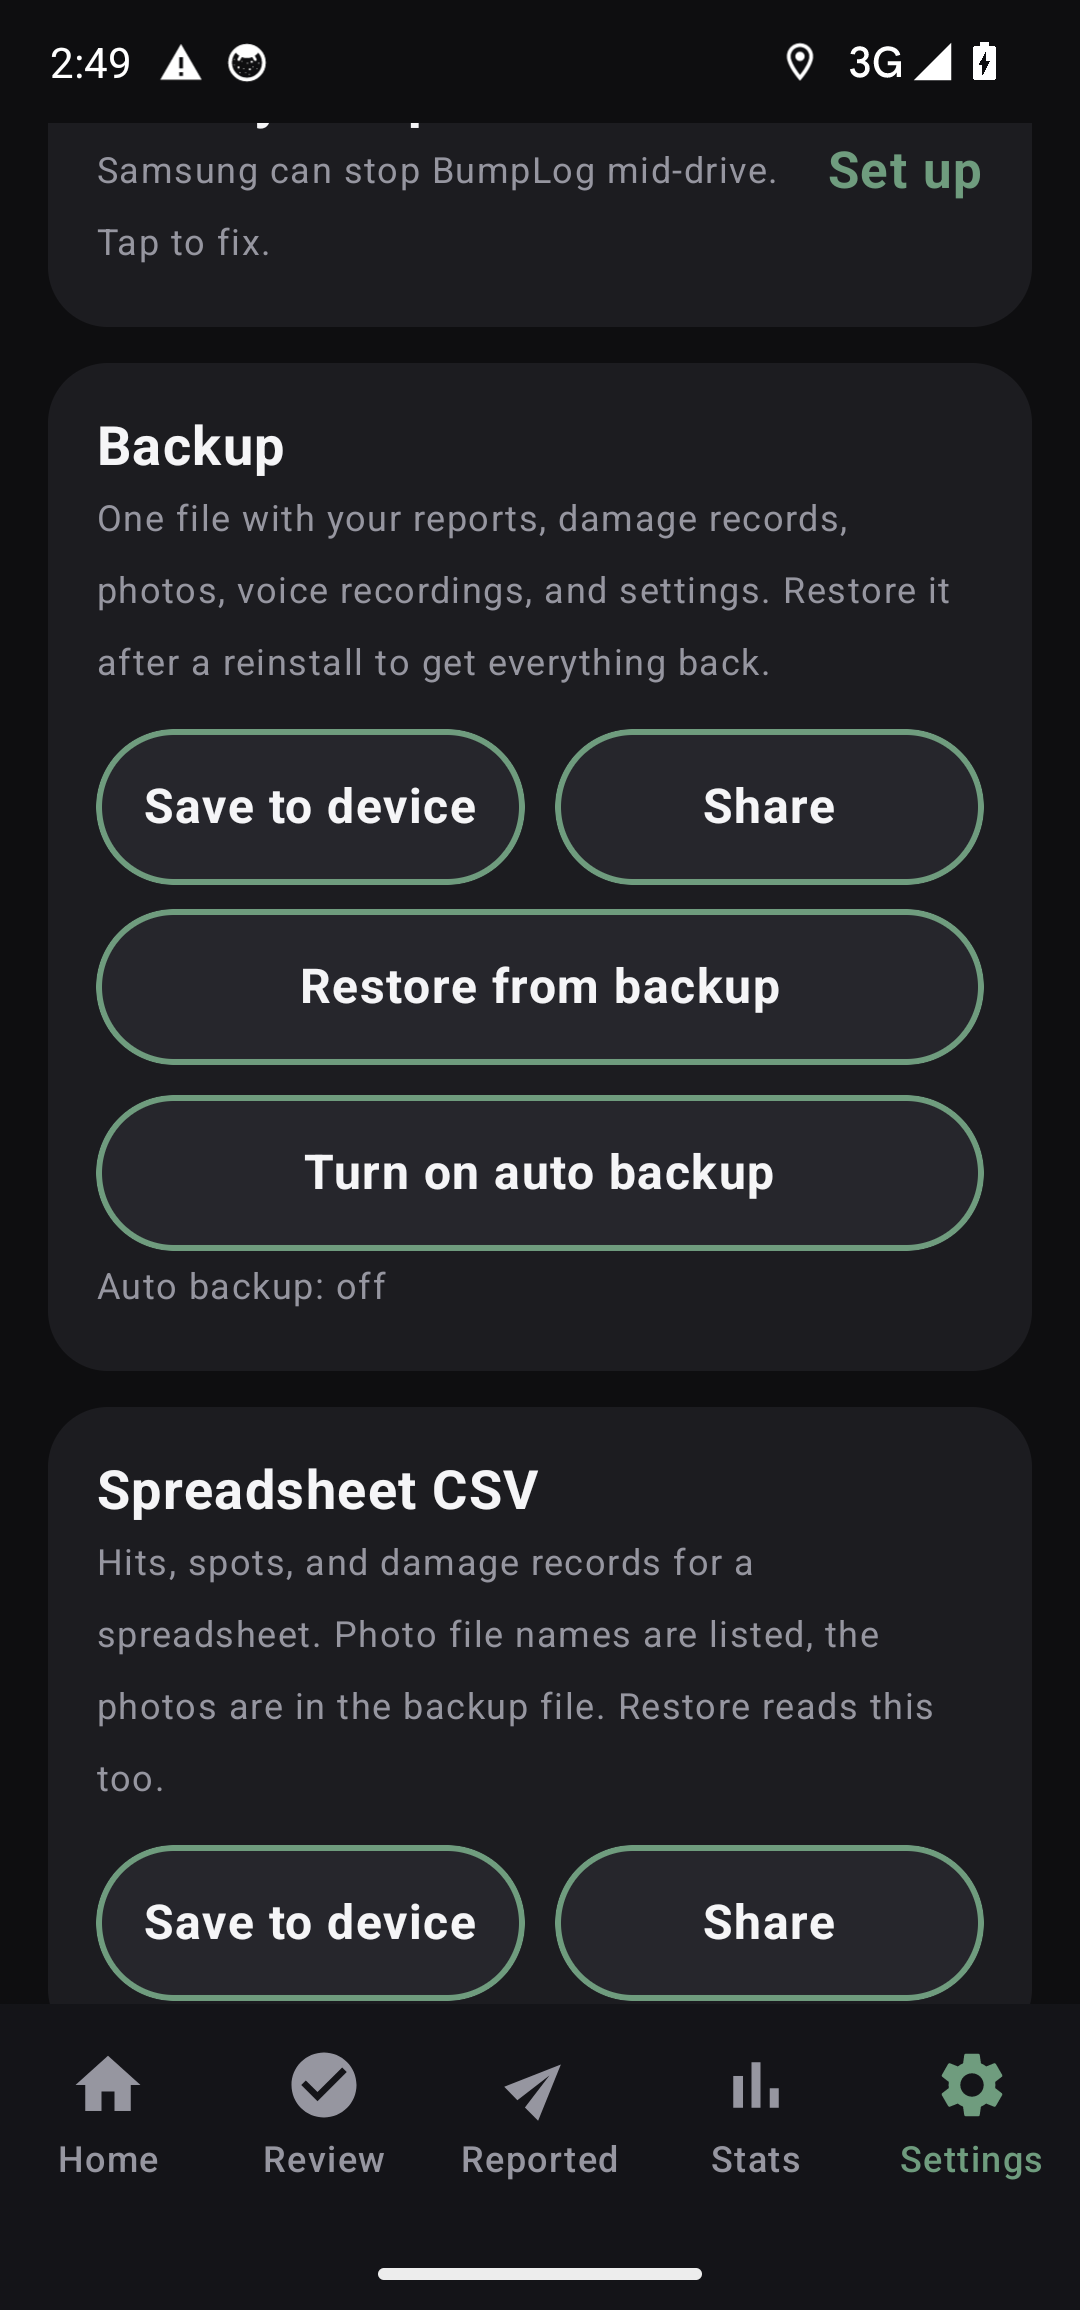 2:49
3G
Samsung can stop BumpLog mid-drive.
Tap to fix.
Set up
Backup
One file with your reports, damage records,
photos, voice recordings, and settings. Restore it
after a reinstall to get everything back.
Save to device
Share
Restore from backup
Turn on auto backup
Auto backup: off
Spreadsheet CSV
Hits, spots, and damage records for a
spreadsheet. Photo file names are listed, the
photos are in the backup file. Restore reads this
too.
Save to device
Share
Home
Review
Reported
Stats
Settings